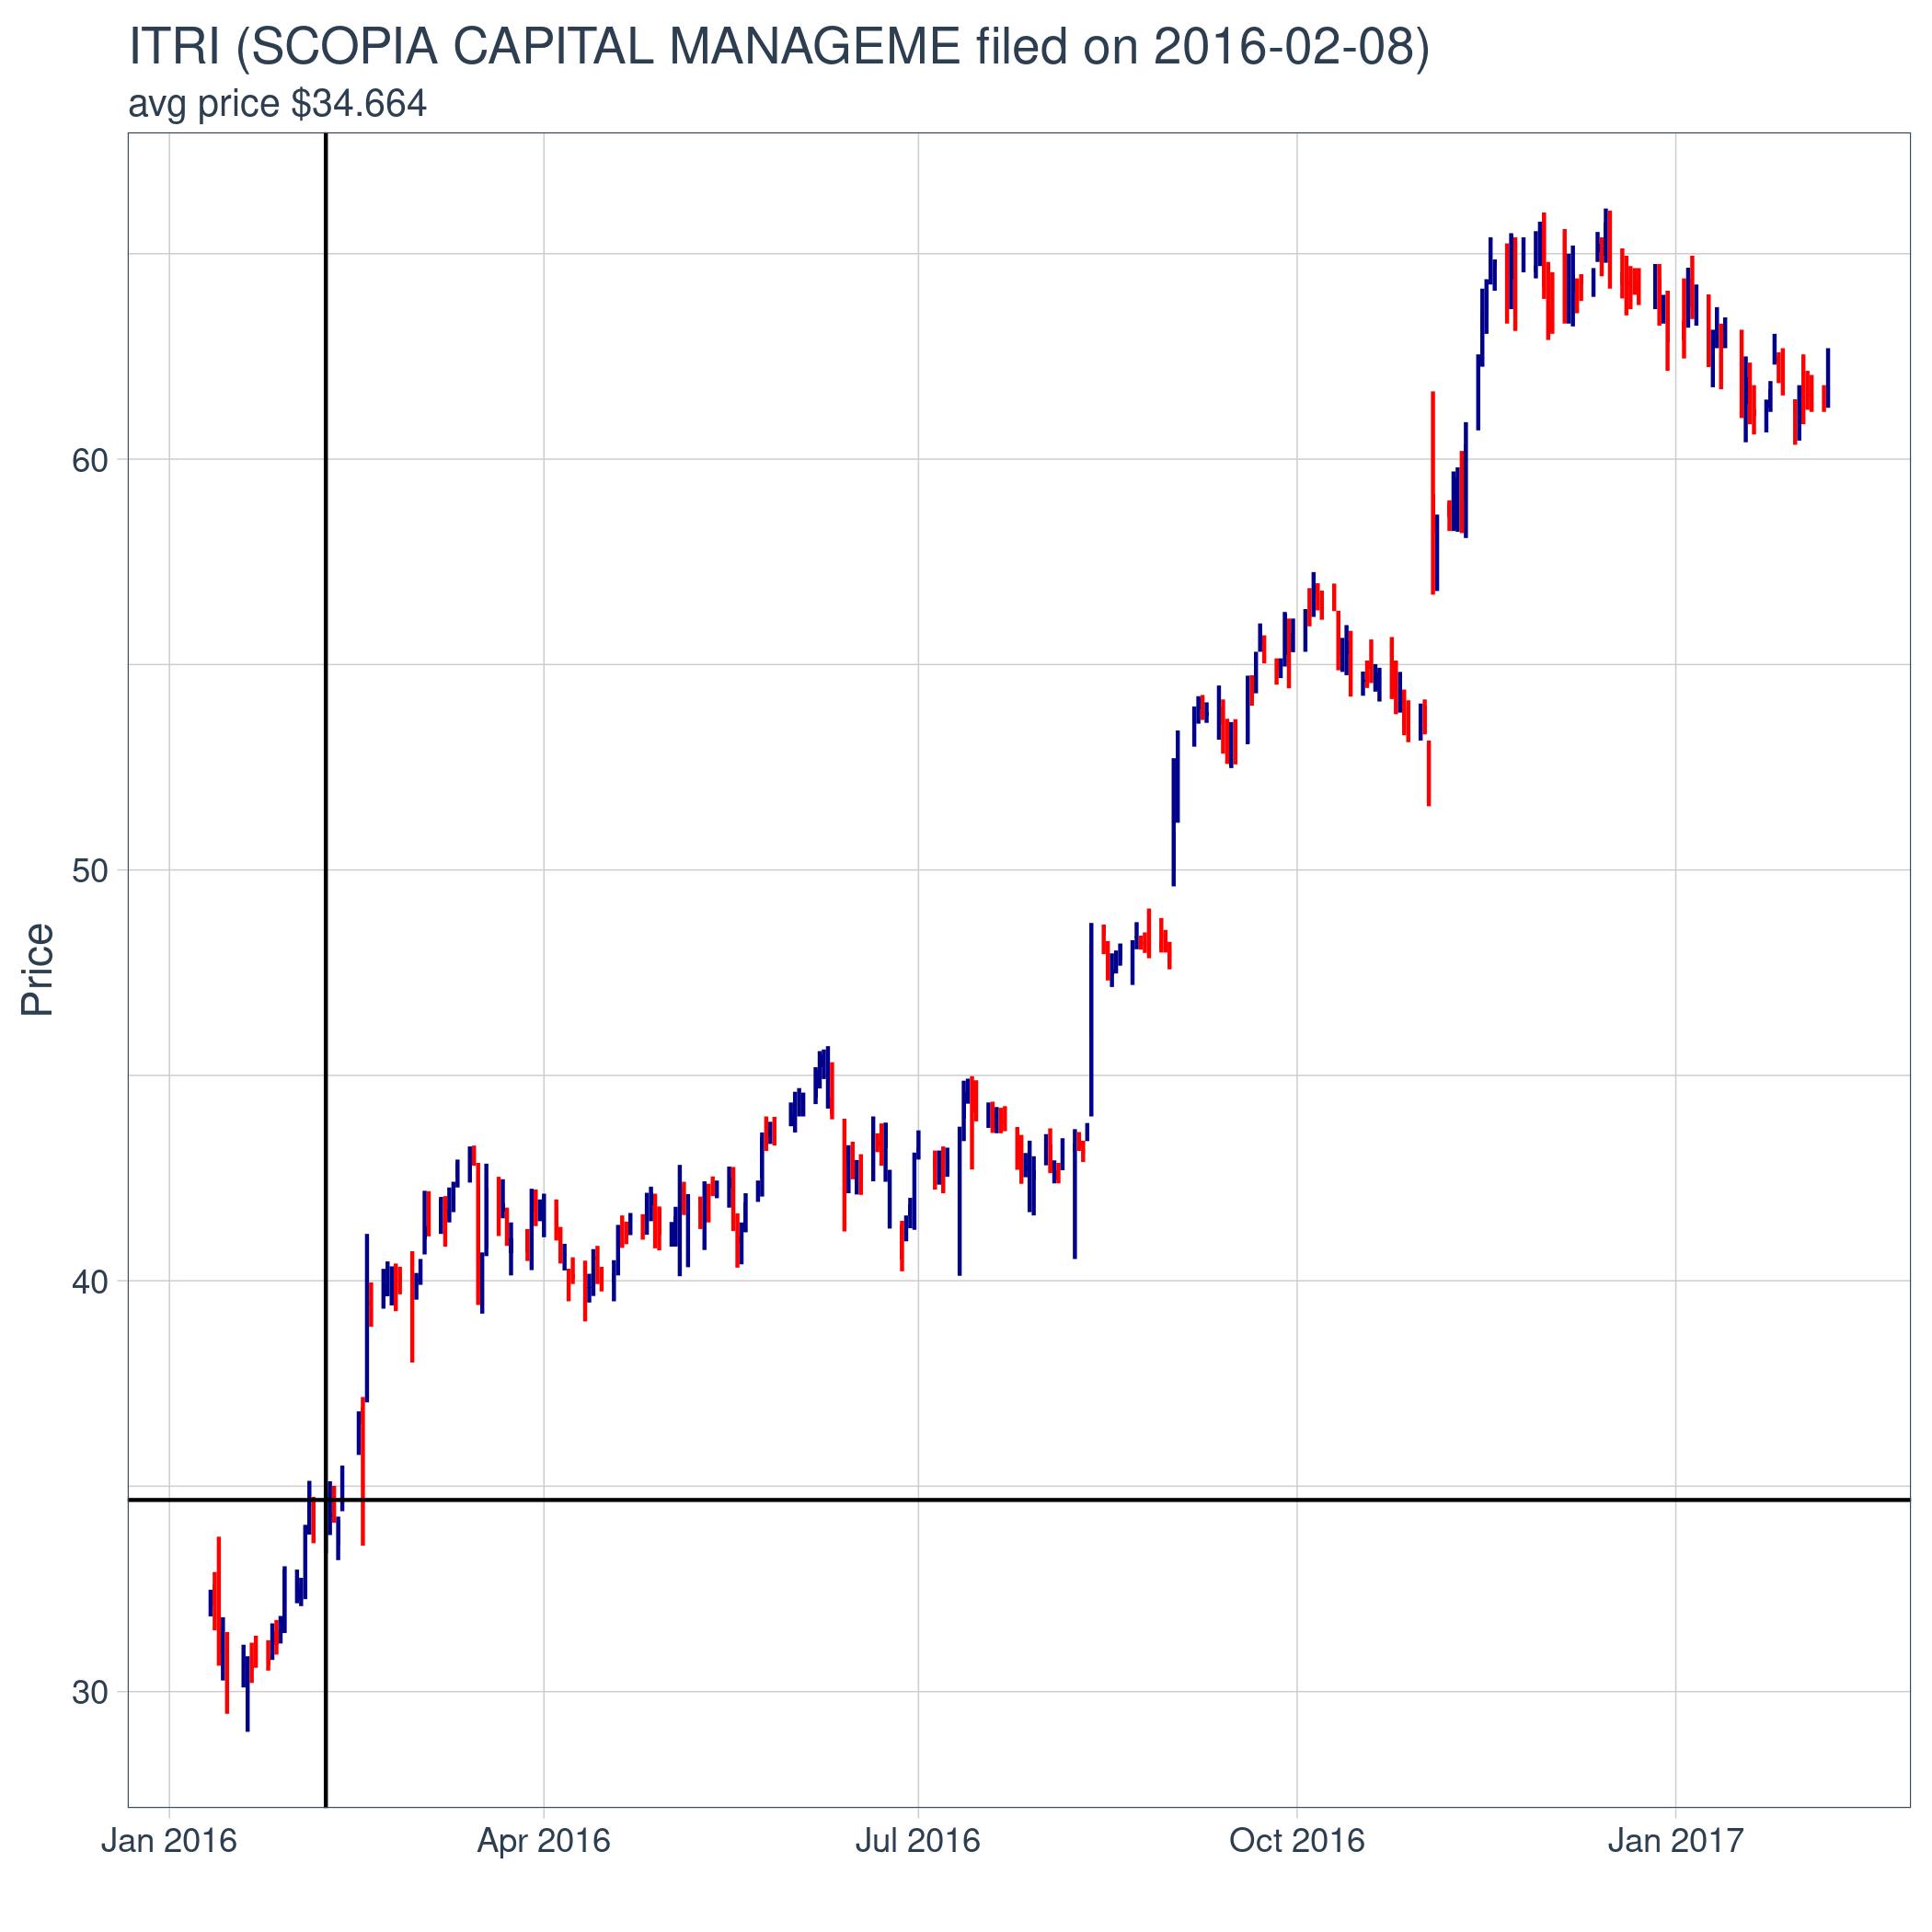 ITRI (SCOPIA CAPITAL MANAGEME filed on 2016-02-08)
avg price $34.664
Price
60
50
40
30
Jan 2016 Apr 2016 Jul 2016 Oct 2016 Jan 2017